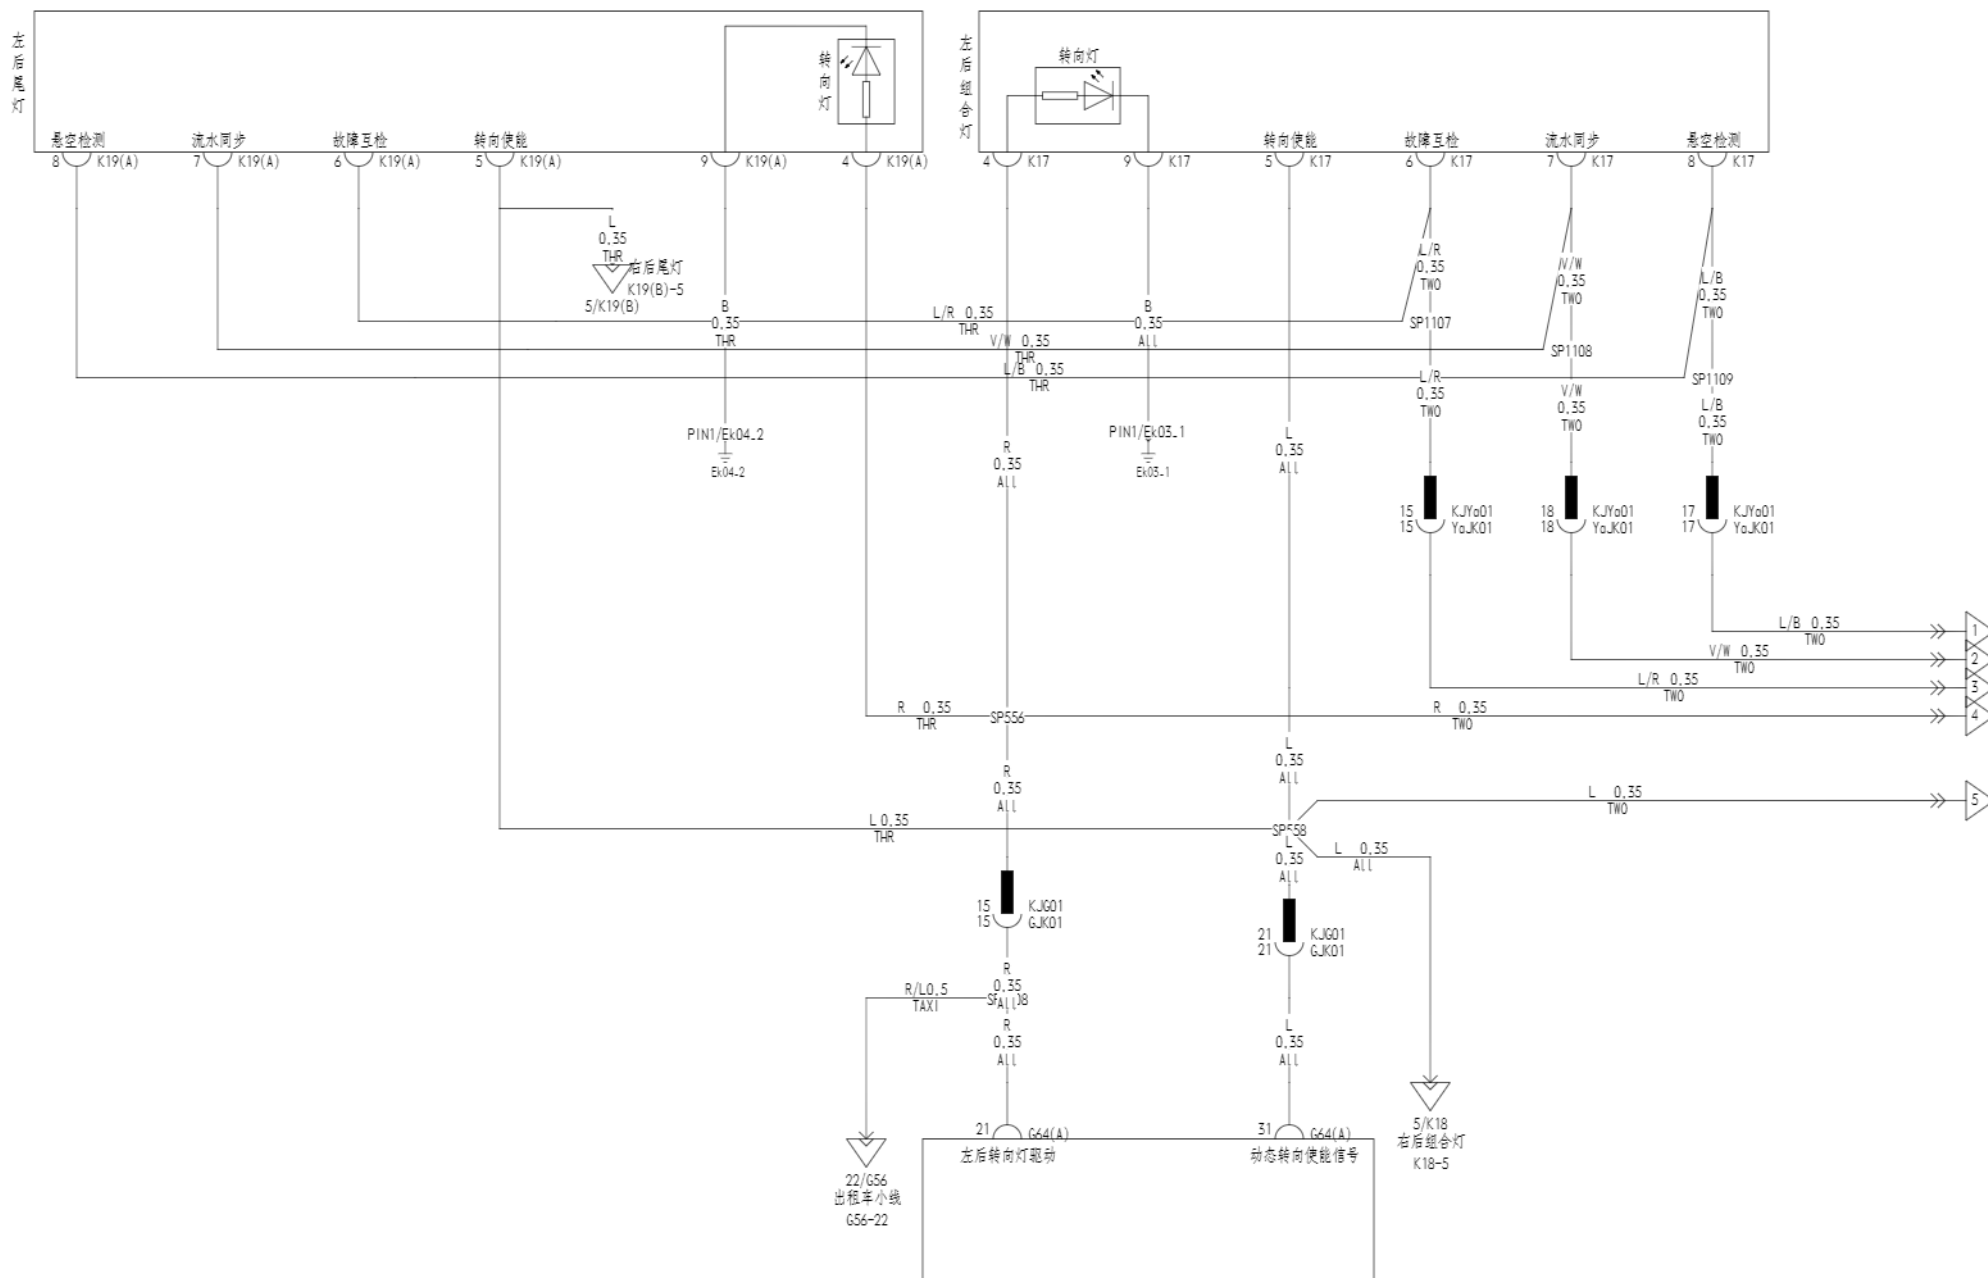 左后尾灯
转向灯
左后组合灯
转向灯
悬空检测
流水同步
故障互检
转向使能
转向使能
故障互检
流水同步
悬空检测
8 K19(A)
7 K19(A)
6 K19(A)
5 K19(A)
9 K19(A)
4 K19(A)
4 K17
9 K17
5 K17
6 K17
7 K17
8 K17
L
0,35
THR
右后尾灯
K19(B)-5
5/K19(B)
B
0,35
THR
L/R 0,35
THR
V/W 0,35
THR
L/B 0,35
THR
B
0,35
All
L/R
0,35
TWO
V/W
0,35
TWO
L/B
0,35
TWO
SP1107
SP1108
SP1109
L/R
0,35
TWO
V/W
0,35
TWO
L/B
0,35
TWO
PIN1/Ek04-2
Ek04-2
R
0,35
All
PIN1/Ek03-1
Ek03-1
L
0,35
All
15 KJYa01
15 YaJK01
18 KJYa01
18 YaJK01
17 KJYa01
17 YaJK01
L/B 0,35
TWO
1
V/W 0,35
TWO
2
L/R 0,35
TWO
3
R 0,35
THR
SP556
R 0,35
TWO
4
R
0,35
All
L
0,35
All
L 0,35
TWO
5
L 0,35
THR
SP558
L
0,35
All
L 0,35
All
15 KJG01
15 GJK01
21 KJG01
21 GJK01
R
0,35
All
R/L0,5
TAXI
R
0,35
All
L
0,35
All
21 G64(A)
左后转向灯驱动
31 G64(A)
动态转向使能信号
5/K18
右后组合灯
K18-5
22/G56
出租车小线
G56-22